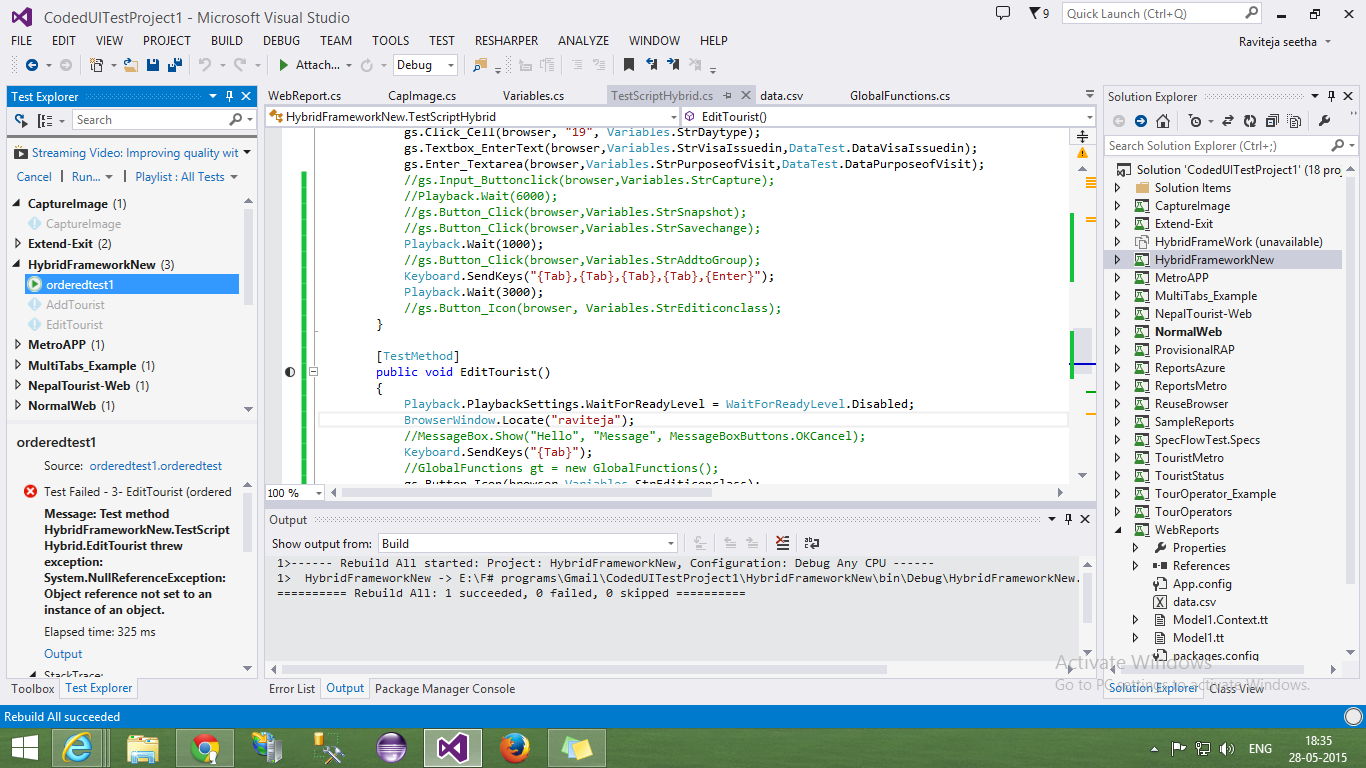 CodedUITestProject1 - Microsoft Visual Studio
9
Quick Launch (Ctrl+Q)
FILE EDIT VIEW PROJECT BUILD DEBUG TEAM TOOLS TEST RESHARPER ANALYZE WINDOW HELP
Raviteja seetha
Attach... Debug
Test Explorer
Search
Streaming Video: Improving quality wit
Cancel Run... Playlist : All Tests
CaptureImage (1)
CaptureImage
Extend-Exit (2)
HybridFrameworkNew (3)
orderedtest1
AddTourist
EditTourist
MetroAPP (1)
MultiTabs_Example (1)
NepalTourist-Web (1)
NormalWeb (1)
orderedtest1
Source: orderedtest1.orderedtest
Test Failed - 3- EditTourist (ordered
Message: Test method
HybridFrameworkNew.TestScript
Hybrid.EditTourist threw
exception:
System.NullReferenceException:
Object reference not set to an
instance of an object.
Elapsed time: 325 ms
Output
StackTrace:
Toolbox Test Explorer
WebReport.cs CapImage.cs Variables.cs TestScriptHybrid.cs data.csv GlobalFunctions.cs
HybridFrameworkNew.TestScriptHybrid EditTourist()
gs.Click_Cell(browser, "19", Variables.StrDaytype);
gs.Textbox_EnterText(browser,Variables.StrVisaIssuedin,DataTest.DataVisaIssuedin);
gs.Enter_Textarea(browser,Variables.StrPurposeofVisit,DataTest.DataPurposeofVisit);
//gs.Input_Buttonclick(browser,Variables.StrCapture);
//Playback.Wait(6000);
//gs.Button_Click(browser,Variables.StrSnapshot);
//gs.Button_Click(browser,Variables.StrSavechange);
Playback.Wait(1000);
//gs.Button_Click(browser,Variables.StrAddtoGroup);
Keyboard.SendKeys("{Tab},{Tab},{Tab},{Tab},{Enter}");
Playback.Wait(3000);
//gs.Button_Icon(browser, Variables.StrEditiconclass);
}
[TestMethod]
public void EditTourist()
{
Playback.PlaybackSettings.WaitForReadyLevel = WaitForReadyLevel.Disabled;
BrowserWindow.Locate("raviteja");
//MessageBox.Show("Hello", "Message", MessageBoxButtons.OKCancel);
Keyboard.SendKeys("{Tab}");
//GlobalFunctions gt = new GlobalFunctions();
gs.Button_Icon(browser,Variables.StrEditiconclass);
100 %
Output
Show output from: Build
1>------ Rebuild All started: Project: HybridFrameworkNew, Configuration: Debug Any CPU ------
1> HybridFrameworkNew -> E:\F# programs\Gmail\CodedUITestProject1\HybridFrameworkNew\bin\Debug\HybridFrameworkNew.
========== Rebuild All: 1 succeeded, 0 failed, 0 skipped ==========
Error List Output Package Manager Console
Solution Explorer
Search Solution Explorer (Ctrl+;)
Solution 'CodedUITestProject1' (18 proj
Solution Items
CaptureImage
Extend-Exit
HybridFrameWork (unavailable)
HybridFrameworkNew
MetroAPP
MultiTabs_Example
NepalTourist-Web
NormalWeb
ProvisionalRAP
ReportsAzure
ReportsMetro
ReuseBrowser
SampleReports
SpecFlowTest.Specs
TouristMetro
TouristStatus
TourOperator_Example
TourOperators
WebReports
Properties
References
App.config
data.csv
Model1.Context.tt
Model1.tt
packages.config
Activate Windows
Go to PC settings to activate Windows.
Solution Explorer Class View
Rebuild All succeeded
ENG
18:35
28-05-2015